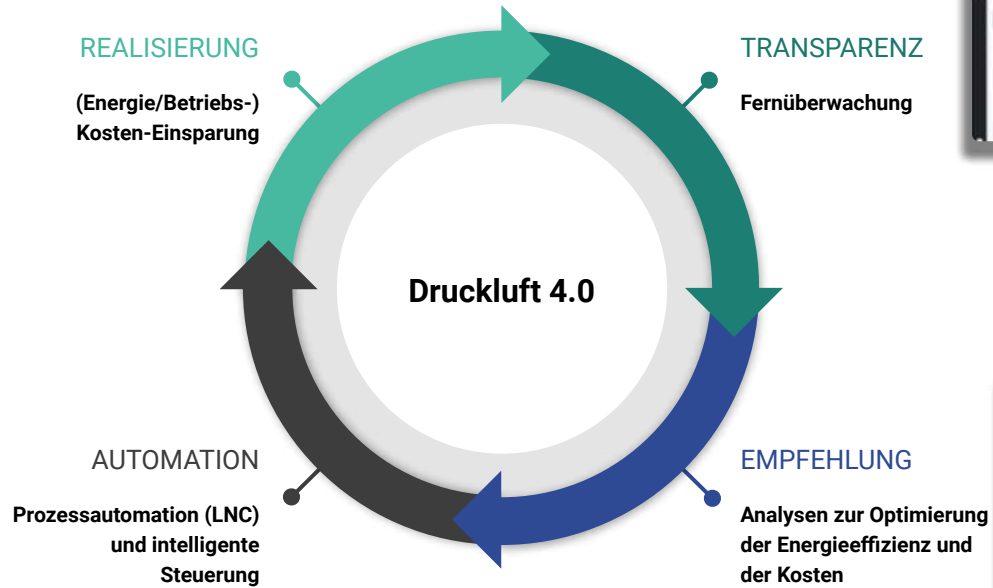 REALISIERUNG
(Energie/Betriebs-)
Kosten-Einsparung
TRANSPARENZ
Fernüberwachung
Druckluft 4.0
AUTOMATION
Prozessautomation (LNC)
und intelligente
Steuerung
EMPFEHLUNG
Analysen zur Optimierung
der Energieeffizienz und
der Kosten